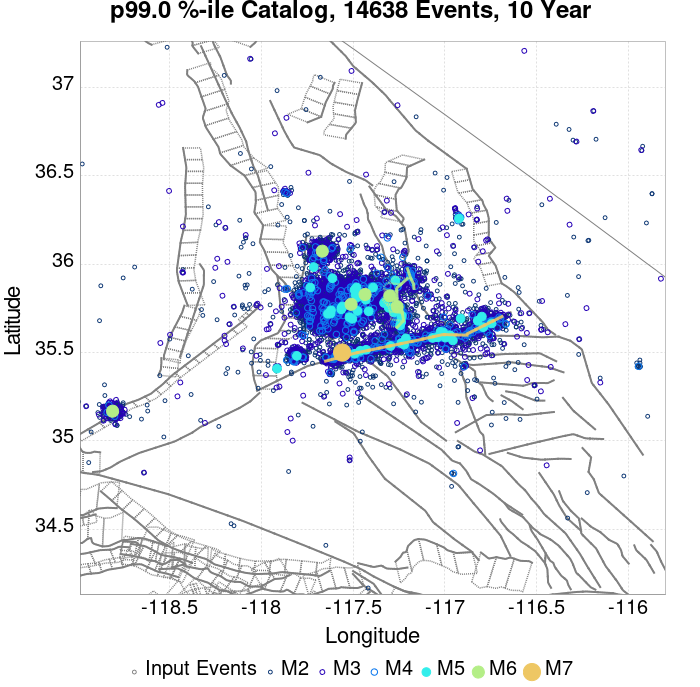 p99.0 %-ile Catalog, 14638 Events, 10 Year
37
36.5
36
35.5
35
34.5
Latitude
-118.5 -118 -117.5 -117 -116.5 -116
Longitude
Input Events M2 M3 M4 M5 M6 M7